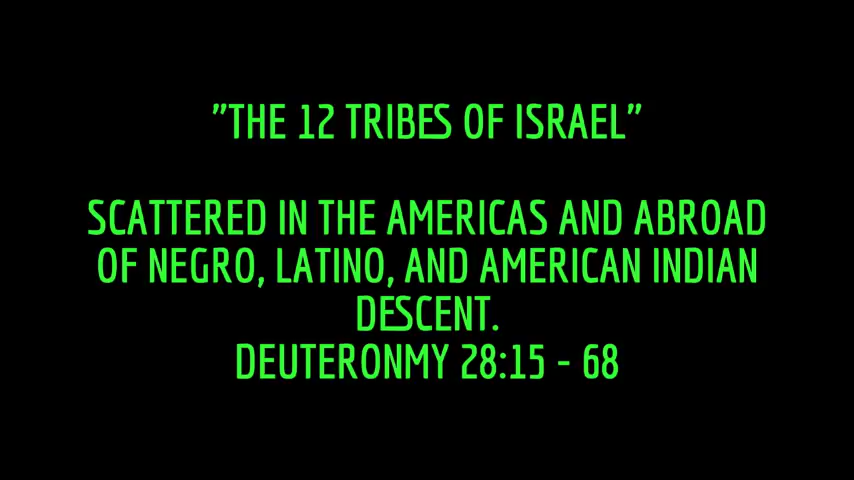 "THE 12 TRIBES OF ISRAEL"
SCATTERED IN THE AMERICAS AND ABROAD
OF NEGRO, LATINO, AND AMERICAN INDIAN
DESCENT.
DEUTERONMY 28:15 - 68